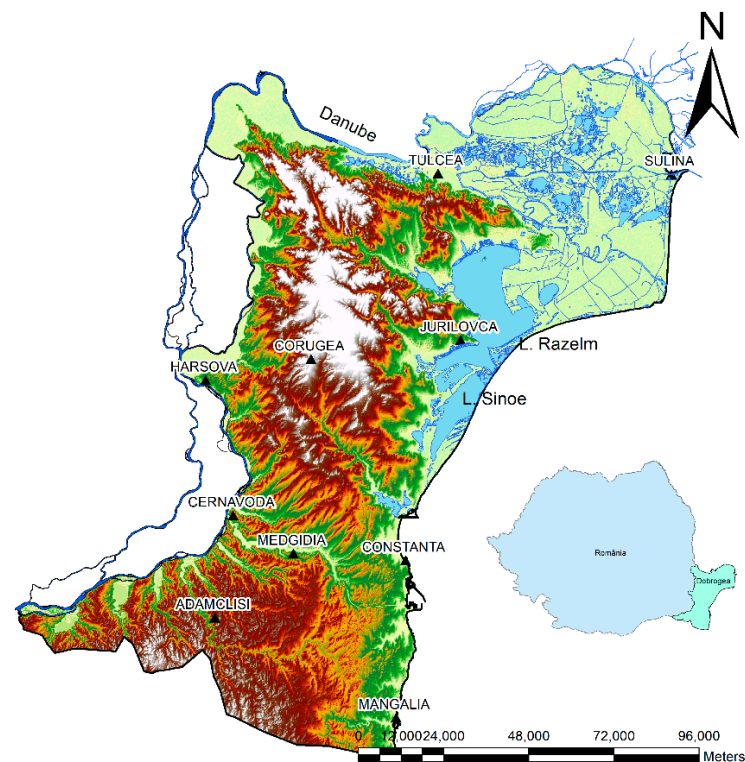 N
Danube
TULCEA
SULINA
JURILOVCA
L. Razelm
CORUGEA
HARSOVA
L. Sinoe
CERNAVODA
MEDGIDIA
CONSTANTA
România
Dobrogea
ADAMCLISI
MANGALIA
0 12,000 24,000 48,000 72,000 96,000
Meters